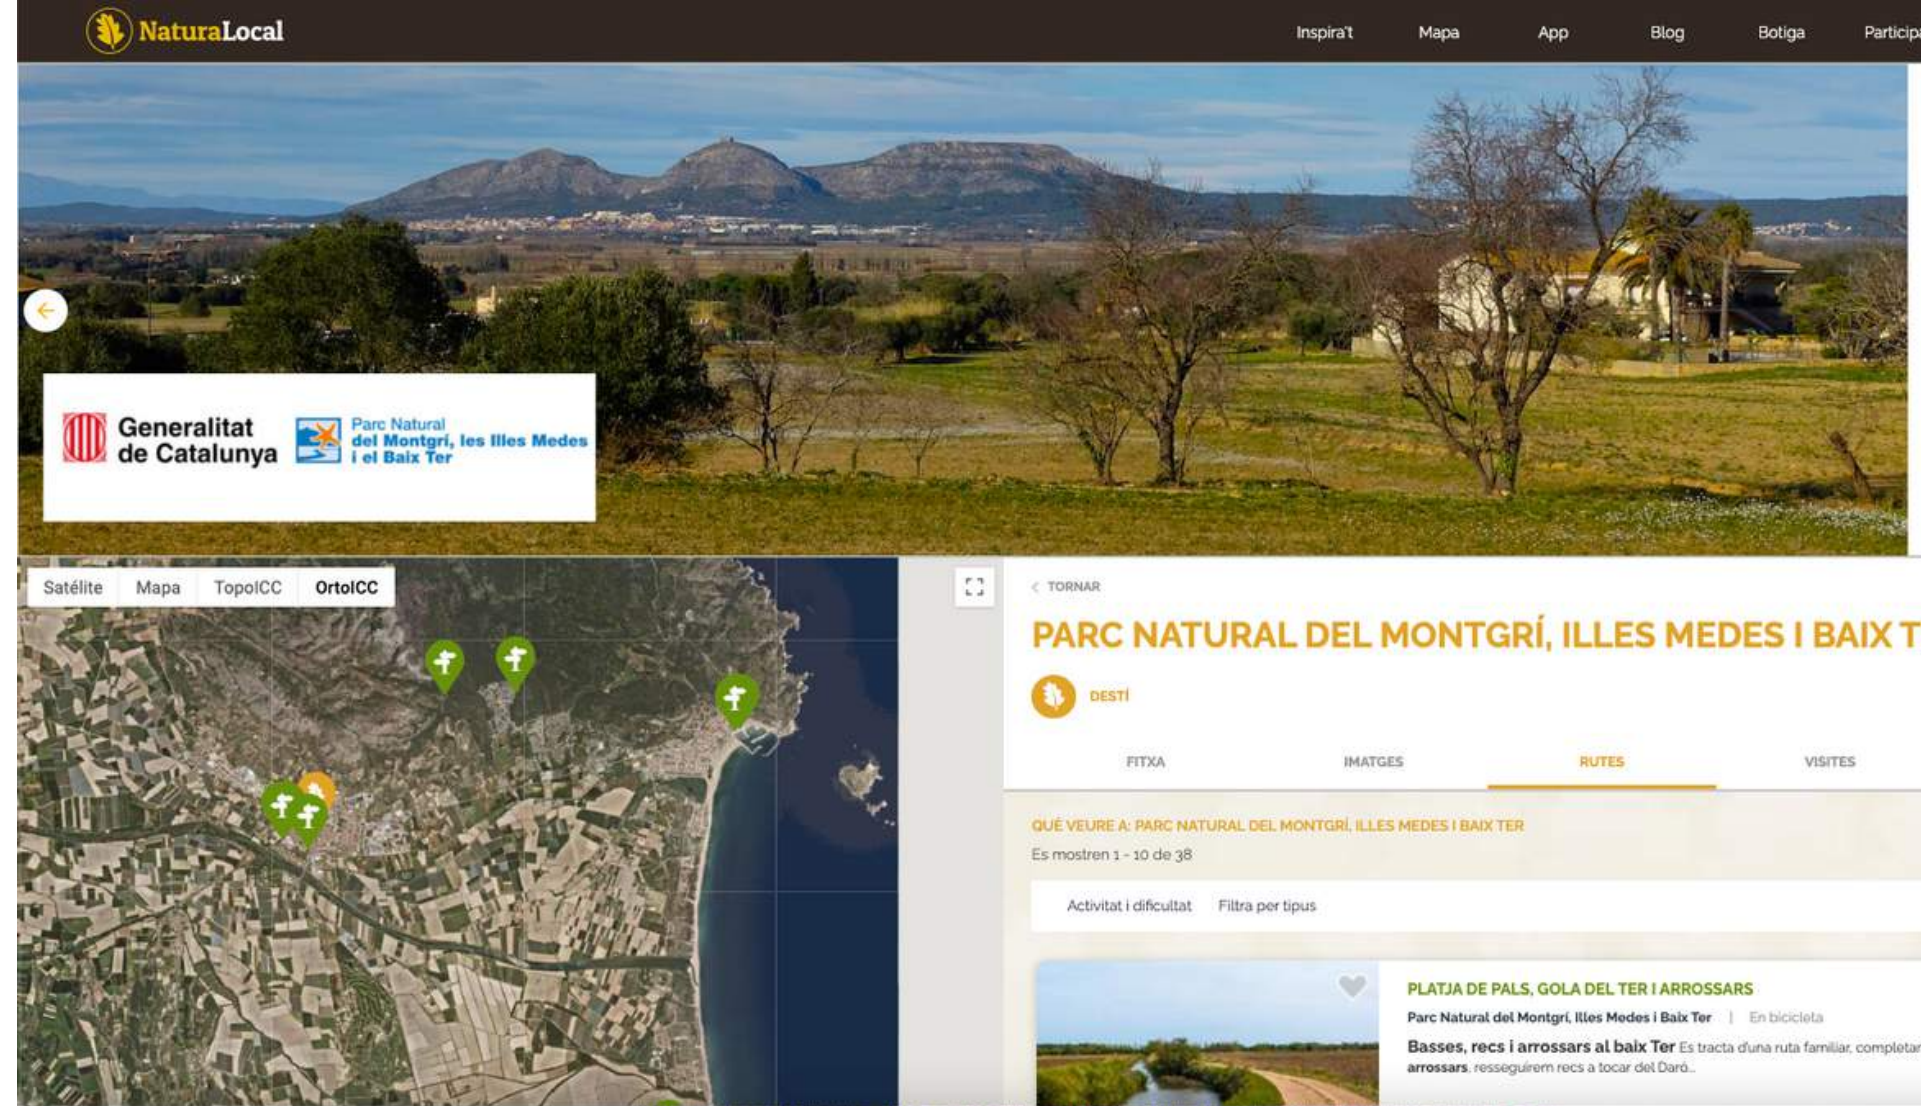 NaturaLocal
Inspira't Mapa App Blog Botiga Participa
Generalitat
de Catalunya
Parc Natural
del Montgrí, les Illes Medes
i el Baix Ter
Satélite Mapa TopoICC OrtoICC
< TORNAR
PARC NATURAL DEL MONTGRÍ, ILLES MEDES I BAIX T
DESTÍ
FITXA IMATGES RUTES VISITES
QUÈ VEURE A: PARC NATURAL DEL MONTGRÍ, ILLES MEDES I BAIX TER
Es mostren 1 - 10 de 38
Activitat i dificultat Filtra per tipus
PLATJA DE PALS, GOLA DEL TER I ARROSSARS
Parc Natural del Montgrí, Illes Medes i Baix Ter | En bicicleta
Basses, recs i arrossars al baix Ter Es tracta d'una ruta familiar, completar
arrossars, resseguirem recs a tocar del Daró...